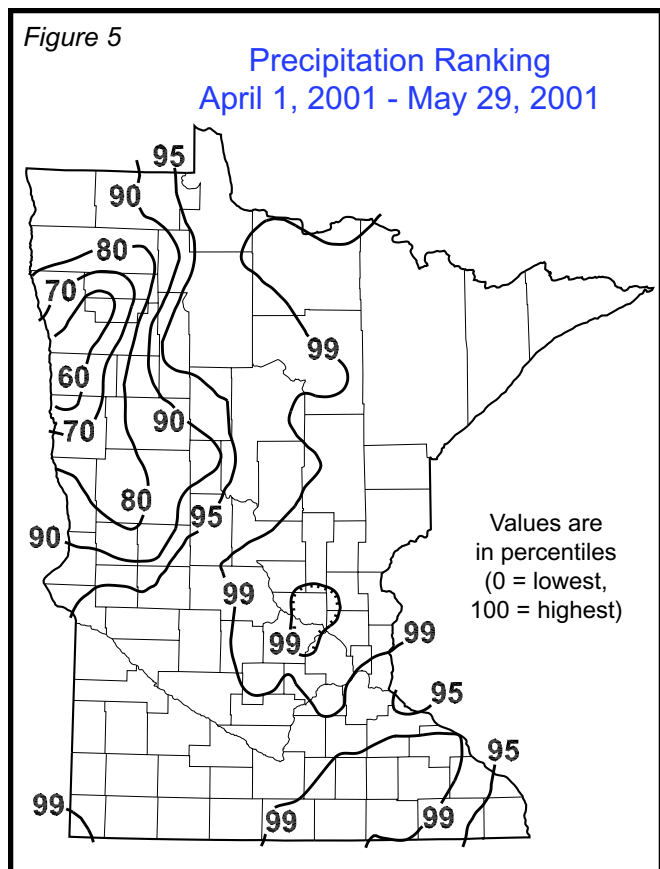 Figure 5
Precipitation Ranking
April 1, 2001 - May 29, 2001
95
90
80
70
99
60
90
70
80
95
90
Values are
in percentiles
(0 = lowest,
100 = highest)
99
99
99
95
95
99
99
99